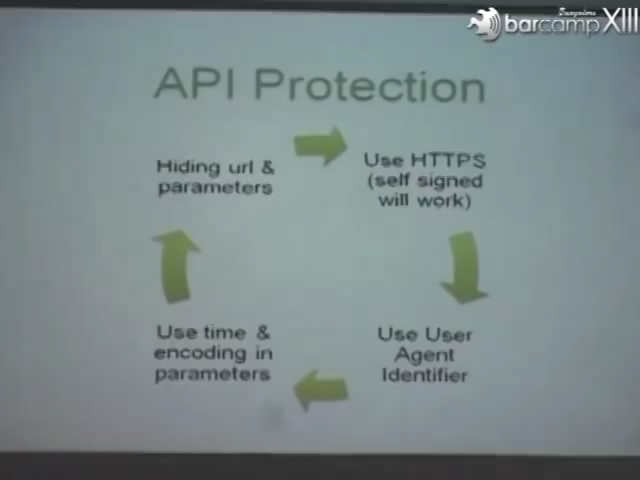 Bangalore
barcamp XIII
API Protection
Hiding url &
parameters
Use HTTPS
(self signed
will work)
Use time &
encoding in
parameters
Use User
Agent
Identifier